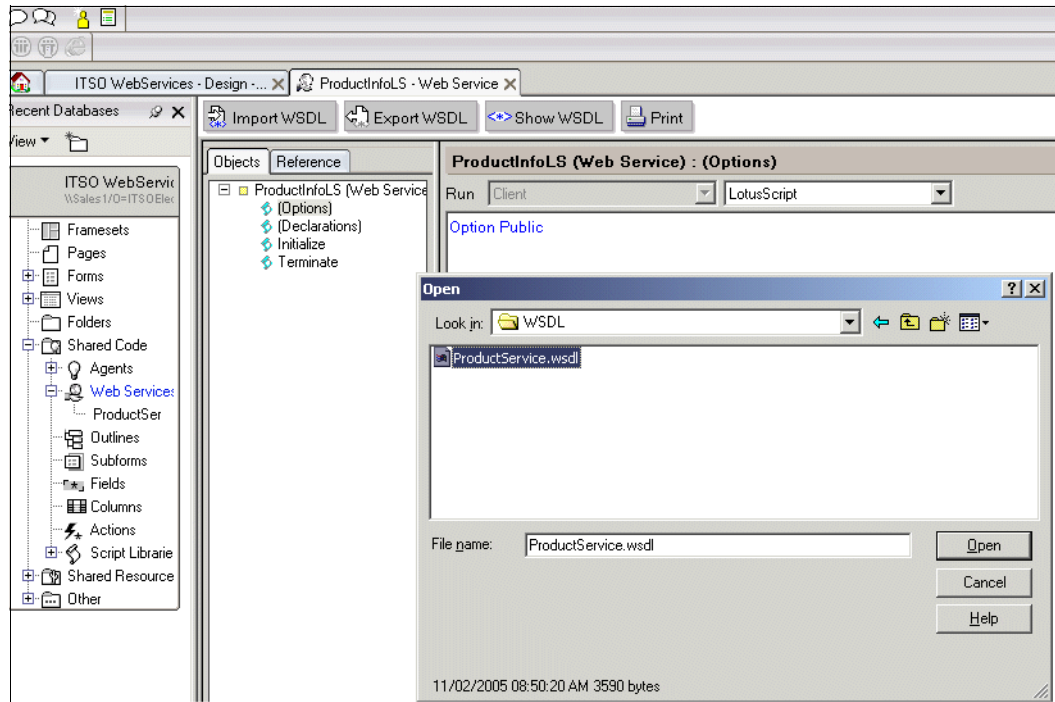 ITSO WebServices - Design -...
ProductInfoLS - Web Service
Recent Databases
View
ITSO WebServi
\\Sales1/O=ITSOElec
Framesets
Pages
Forms
Views
Folders
Shared Code
Agents
Web Services
ProductSer
Outlines
Subforms
Fields
Columns
Actions
Script Librarie
Shared Resource
Other
Import WSDL
Export WSDL
<*> Show WSDL
Print
Objects
Reference
ProductInfoLS (Web Service
(Options)
(Declarations)
Initialize
Terminate
ProductInfoLS (Web Service) : (Options)
Run
Client
LotusScript
Option Public
Open
Look in:
WSDL
ProductService.wsdl
File name:
ProductService.wsdl
Open
Cancel
Help
11/02/2005 08:50:20 AM 3590 bytes